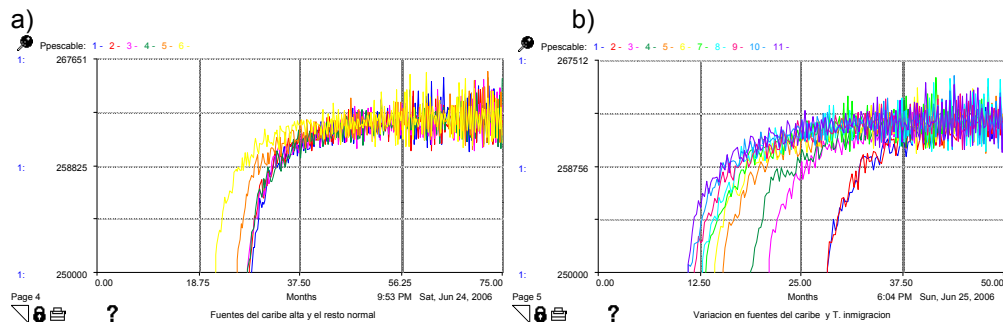 a)
Ppescable: 1 - 2 - 3 - 4 - 5 - 6 -
1: 267651
1: 258825
1: 250000
0.00 18.75 37.50 56.25 75.00
Page 4 Months 9:53 PM Sat, Jun 24, 2006
? Fuentes del caribe alta y el resto normal
b)
Ppescable: 1 - 2 - 3 - 4 - 5 - 6 - 7 - 8 - 9 - 10 - 11 -
1: 267512
1: 258756
1: 250000
0.00 12.50 25.00 37.50 50.00
Page 5 Months 6:04 PM Sun, Jun 25, 2006
? Variacion en fuentes del caribe y T. inmigracion